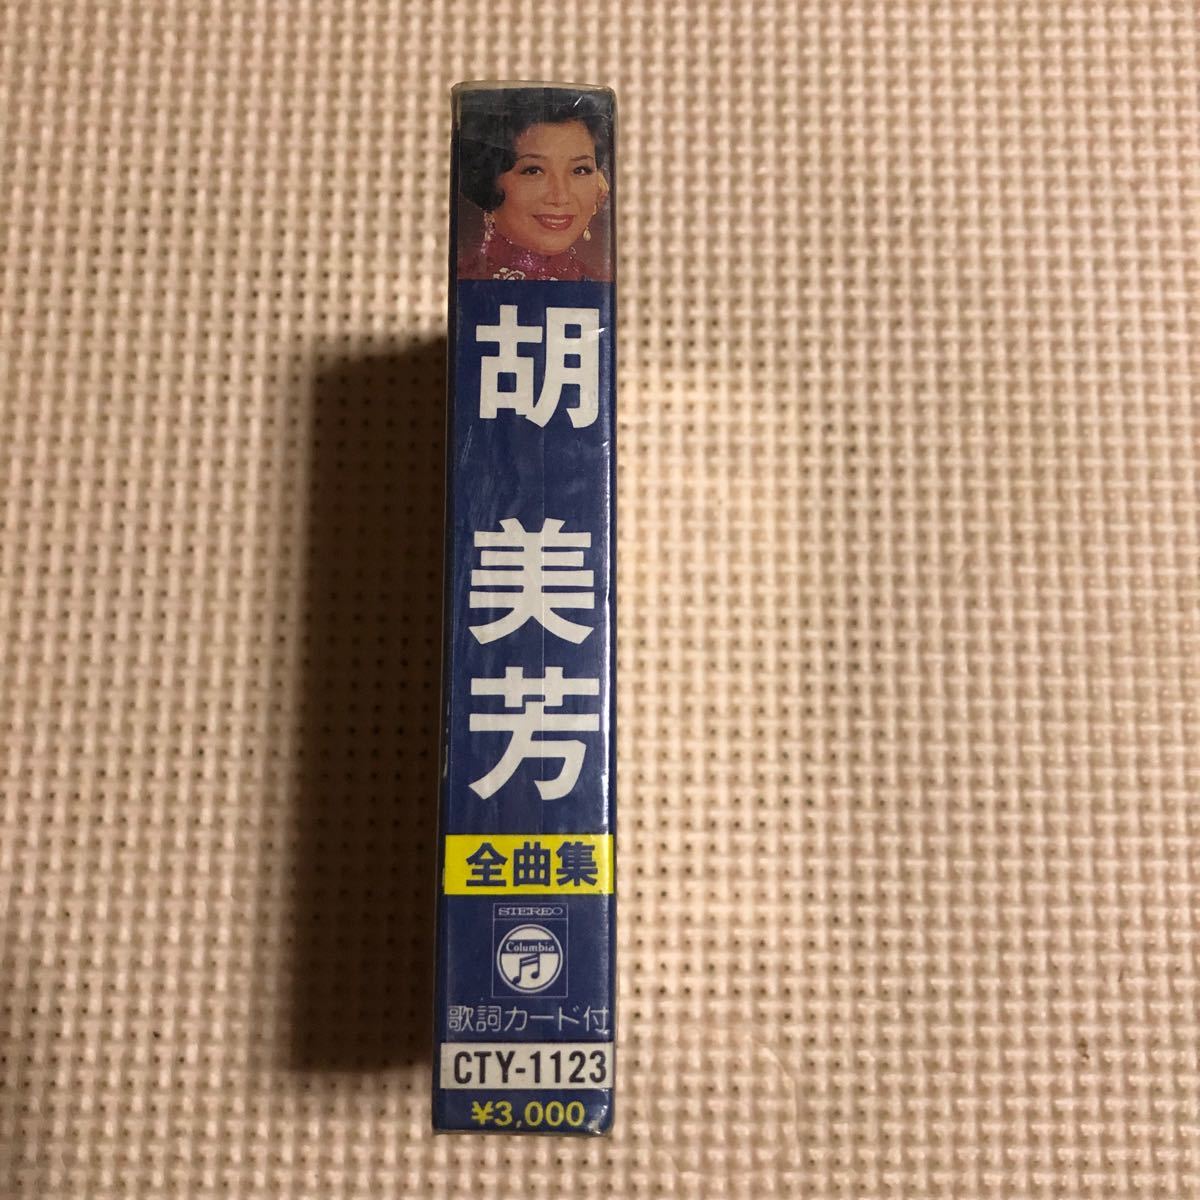 胡美芳
全曲集
STEREO
Columbia
歌詞カード付
CTY-1123
¥3,000